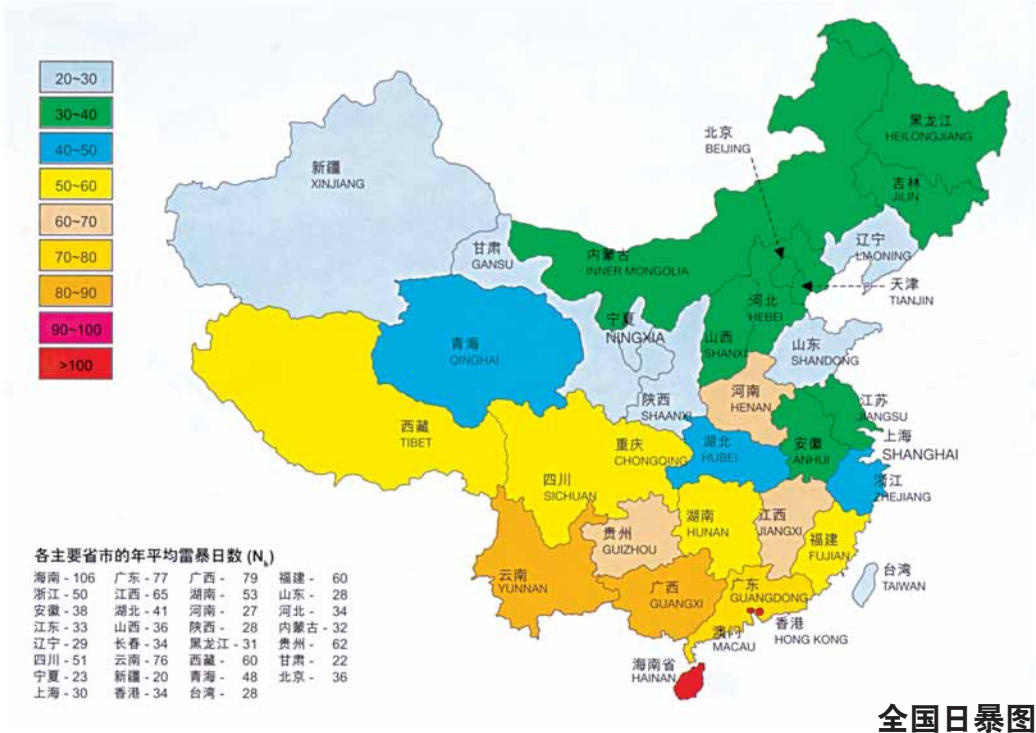 20~30
30~40
40~50
50~60
60~70
70~80
80~90
90~100
>100
新疆
XINJIANG
甘肃
GANSU
内蒙古
INNER MONGOLIA
北京
BEIJING
黑龙江
HEILONGJIANG
吉林
JILIN
辽宁
LIAONING
天津
TIANJIN
河北
HEBEI
宁夏
NINGXIA
山西
SHANXI
山东
SHANDONG
青海
QINGHAI
陕西
SHAANXI
河南
HENAN
江苏
JIANGSU
上海
SHANGHAI
西藏
TIBET
重庆
CHONGQING
湖北
HUBEI
安徽
ANHUI
浙江
ZHEJIANG
四川
SICHUAN
湖南
HUNAN
江西
JIANGXI
贵州
GUIZHOU
福建
FUJIAN
云南
YUNNAN
广西
GUANGXI
广东
GUANGDONG
台湾
TAIWAN
澳门
MACAU
香港
HONG KONG
海南省
HAINAN
各主要省市的年平均雷暴日数 (Nk)
海南 - 106 广东 - 77 广西 - 79 福建 - 60
浙江 - 50 江西 - 65 湖南 - 53 山东 - 28
安徽 - 38 湖北 - 41 河南 - 27 河北 - 34
江东 - 33 山西 - 36 陕西 - 28 内蒙古 - 32
辽宁 - 29 长春 - 34 黑龙江 - 31 贵州 - 62
四川 - 51 云南 - 76 西藏 - 60 甘肃 - 22
宁夏 - 23 新疆 - 20 青海 - 48 北京 - 36
上海 - 30 香港 - 34 台湾 - 28
全国日暴图